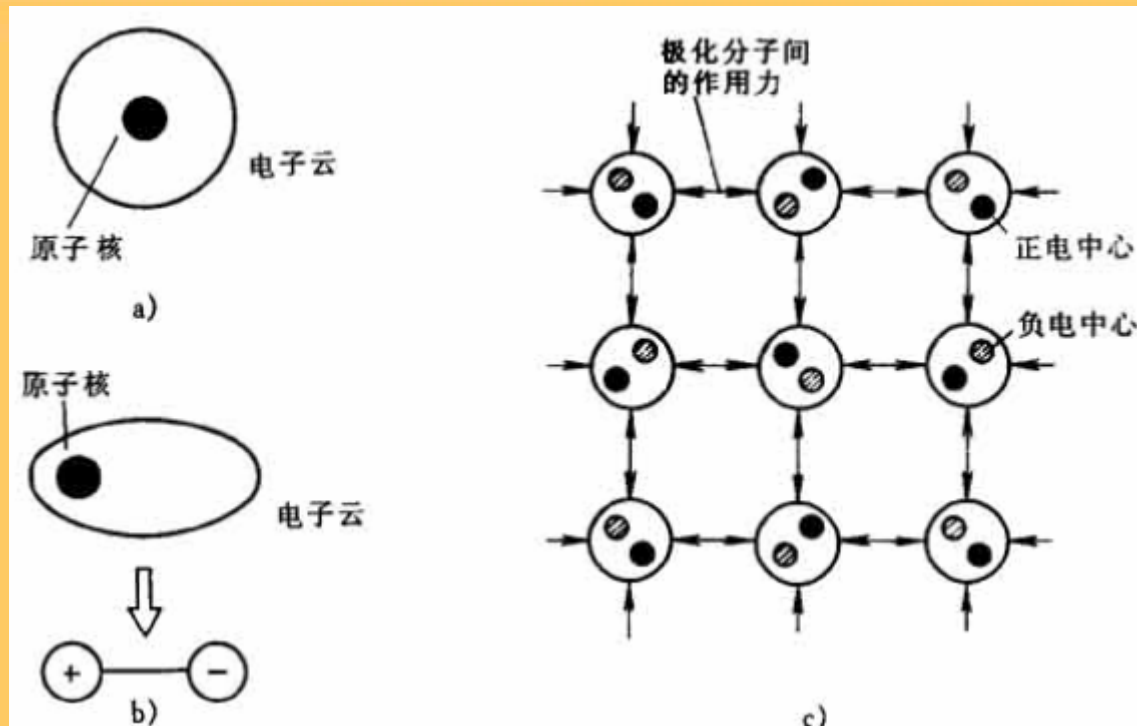 电子云
原子核
a)
原子核
电子云
+
−
b)
极化分子间
的作用力
正电中心
负电中心
c)